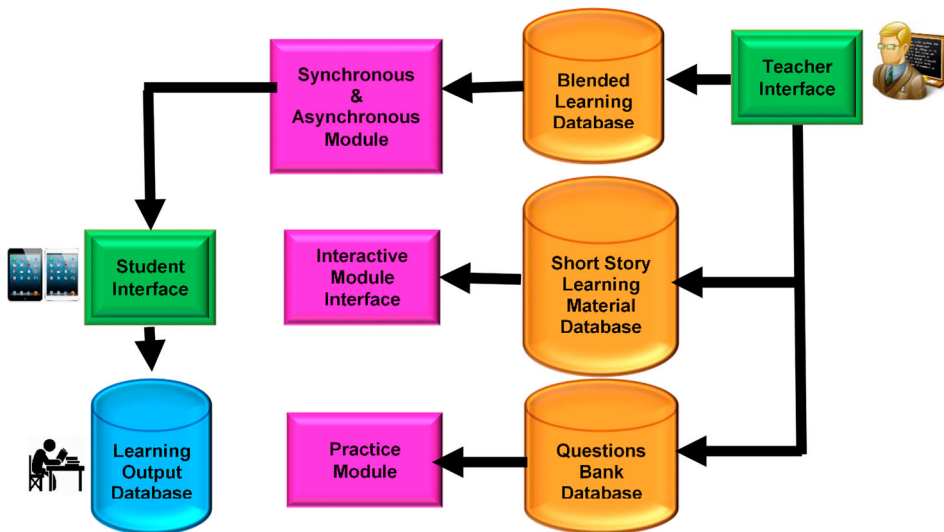 Synchronous
&
Asynchronous
Module
Blended
Learning
Database
Teacher
Interface
Student
Interface
Interactive
Module
Interface
Short Story
Learning
Material
Database
Learning
Output
Database
Practice
Module
Questions
Bank
Database